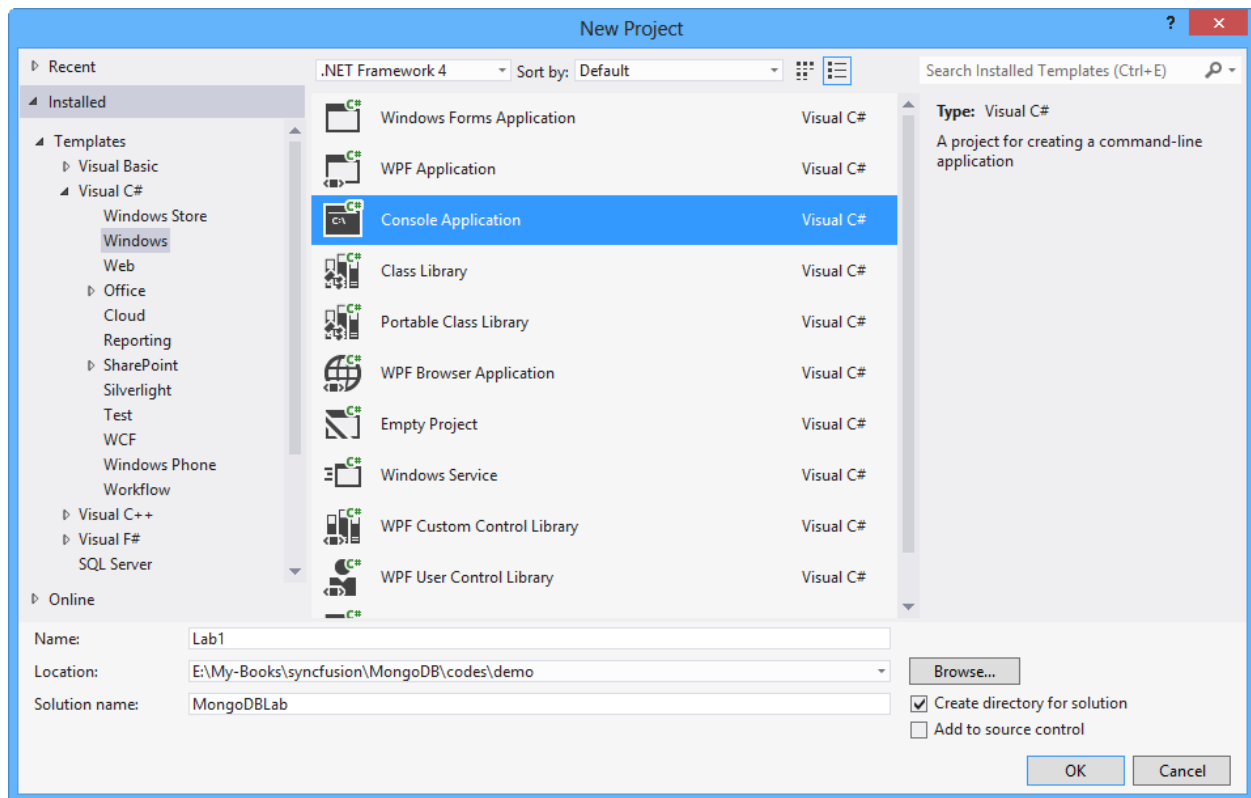 New Project
?
Recent
.NET Framework 4
Sort by: Default
Search Installed Templates (Ctrl+E)
Installed
Templates
Visual Basic
Visual C#
Windows Store
Windows
Web
Office
Cloud
Reporting
SharePoint
Silverlight
Test
WCF
Windows Phone
Workflow
Visual C++
Visual F#
SQL Server
Online
Windows Forms Application Visual C#
WPF Application Visual C#
Console Application Visual C#
Class Library Visual C#
Portable Class Library Visual C#
WPF Browser Application Visual C#
Empty Project Visual C#
Windows Service Visual C#
WPF Custom Control Library Visual C#
WPF User Control Library Visual C#
Type: Visual C#
A project for creating a command-line
application
Name: Lab1
Location: E:\My-Books\syncfusion\MongoDB\codes\demo
Browse...
Solution name: MongoDBLab
Create directory for solution
Add to source control
OK
Cancel